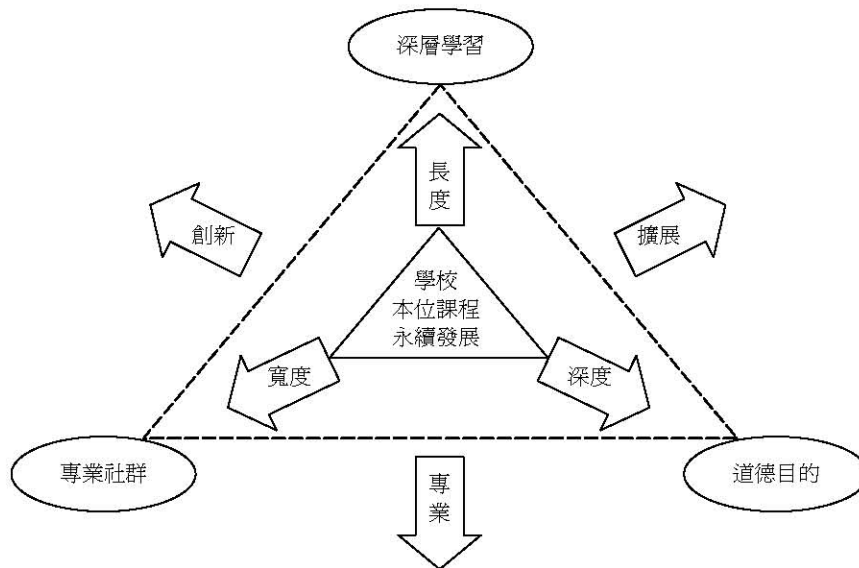 深層學習
長度
創新
擴展
學校
本位課程
永續發展
寬度
深度
專業社群
道德目的
專業